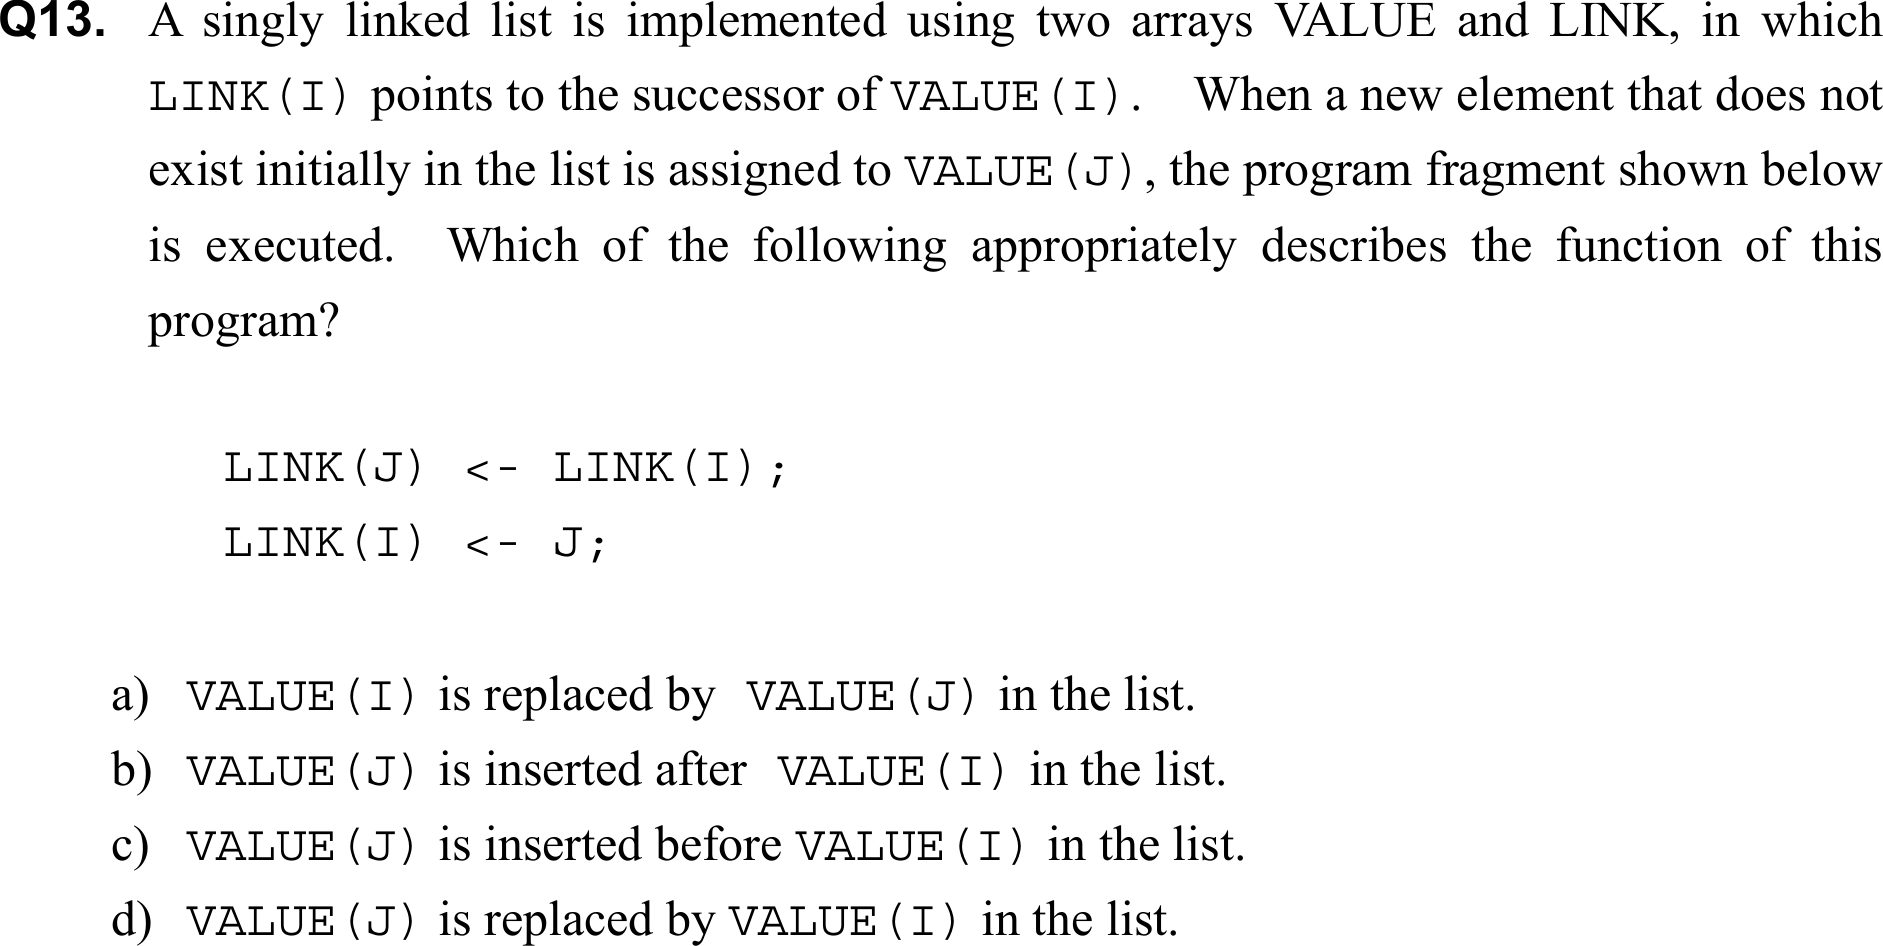 Q13. A singly linked list is implemented using two arrays VALUE and LINK, in which
LINK(I) points to the successor of VALUE(I). When a new element that does not
exist initially in the list is assigned to VALUE(J), the program fragment shown below
is executed. Which of the following appropriately describes the function of this
program?
LINK(J) <- LINK(I);
LINK(I) <- J;
a) VALUE(I) is replaced by VALUE(J) in the list.
b) VALUE(J) is inserted after VALUE(I) in the list.
c) VALUE(J) is inserted before VALUE(I) in the list.
d) VALUE(J) is replaced by VALUE(I) in the list.